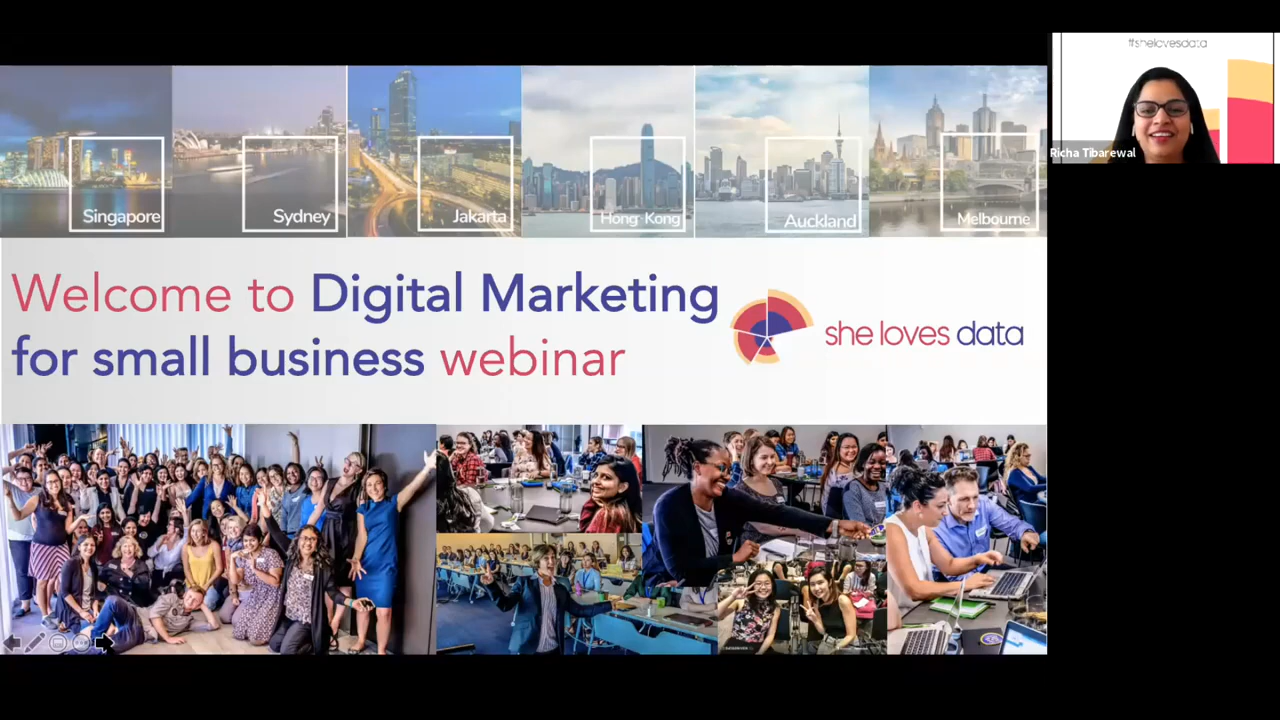 #shelovesdata
Richa Tibarewal
Singapore
Sydney
Jakarta
Hong Kong
Auckland
Melbourne
Welcome to Digital Marketing
for small business webinar
she loves data